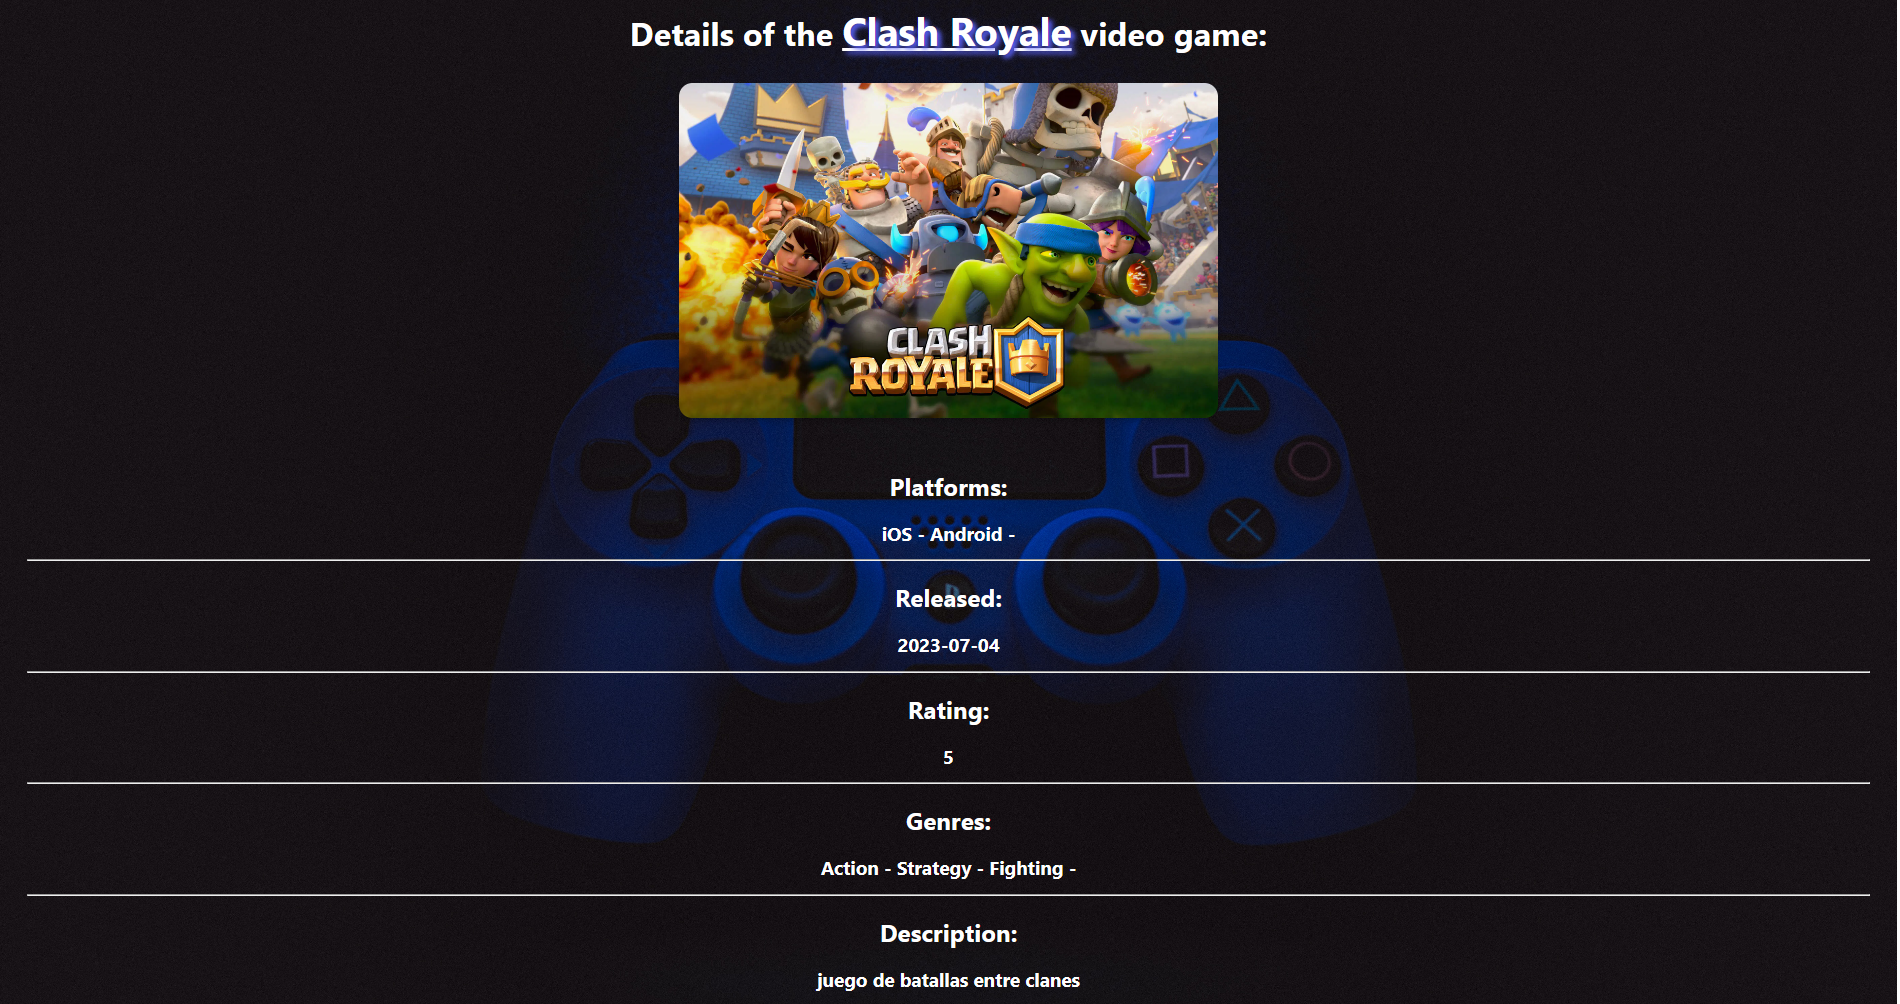 Details of the Clash Royale video game:
CLASH
ROYALE
Platforms:
iOS - Android -
Released:
2023-07-04
Rating:
5
Genres:
Action - Strategy - Fighting -
Description:
juego de batallas entre clanes